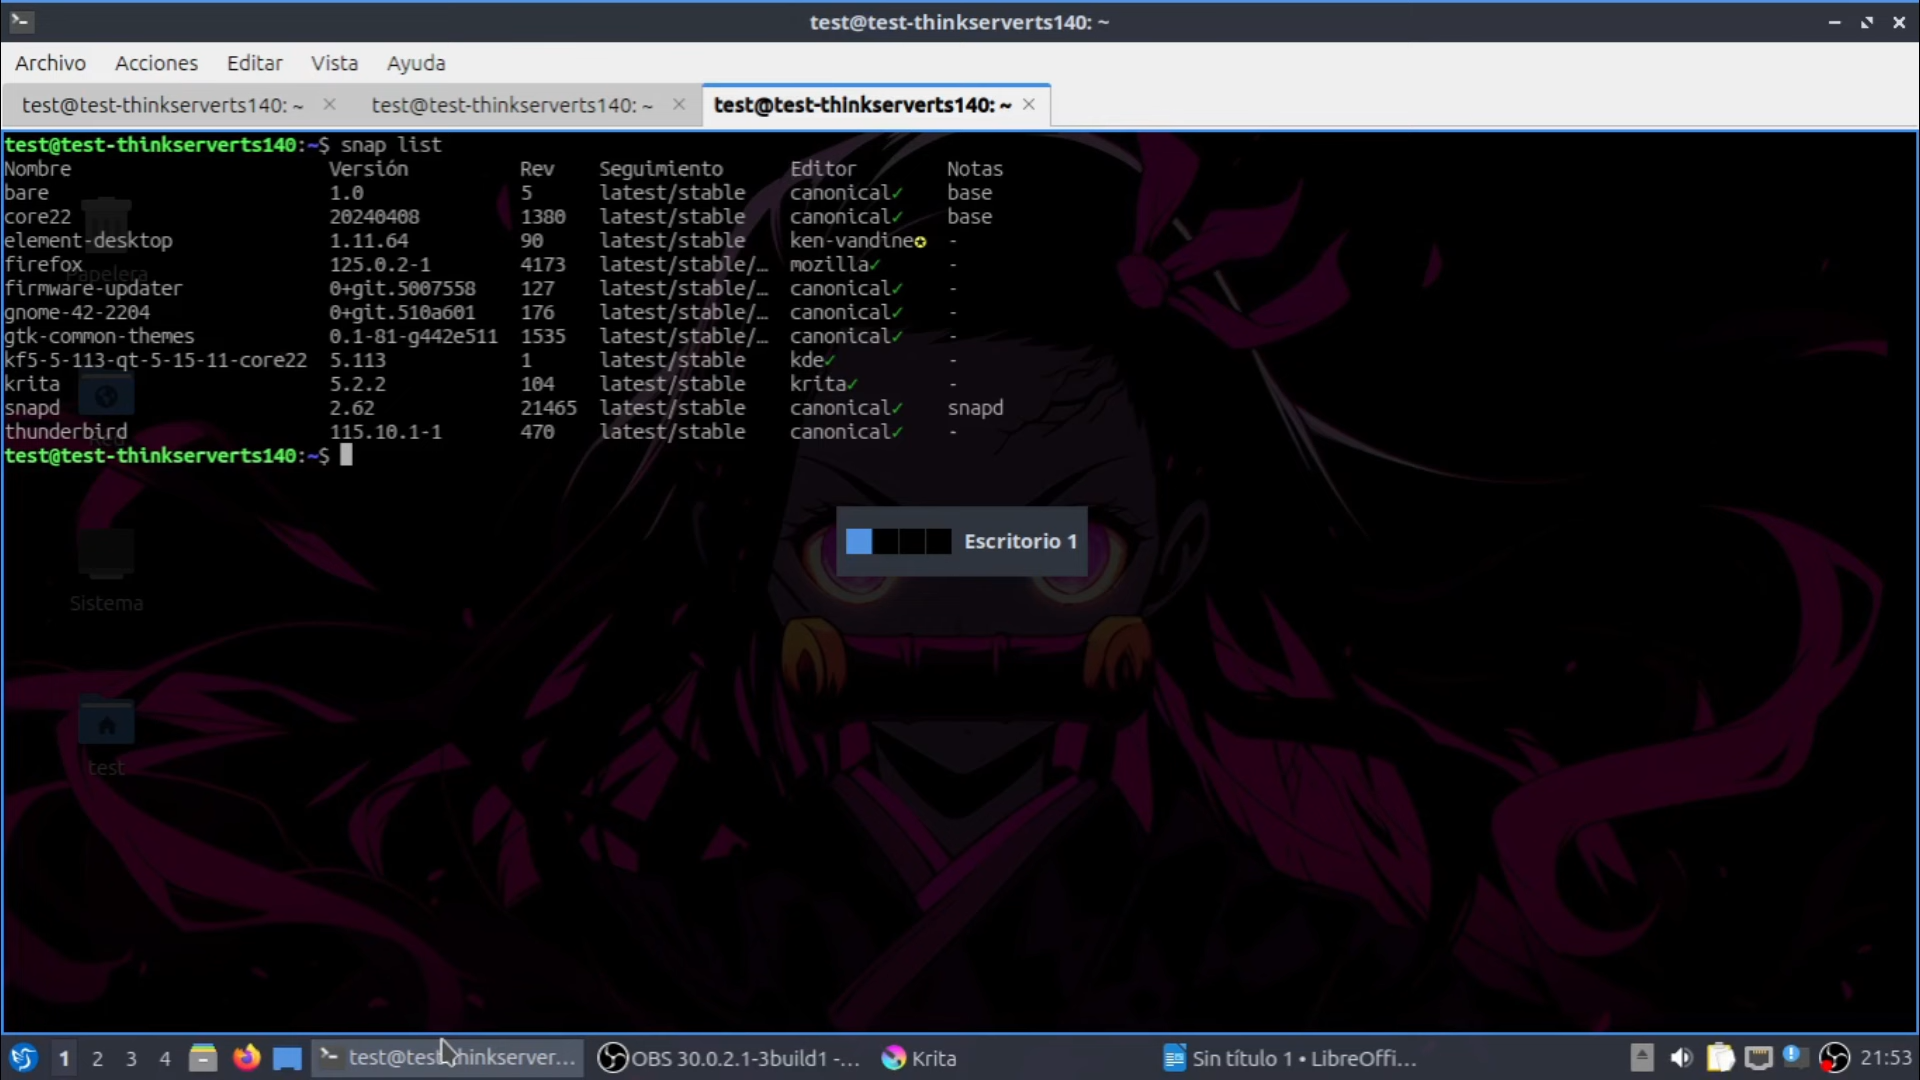 test@test-thinkserverts140: ~
Archivo Acciones Editar Vista Ayuda
test@test-thinkserverts140: ~ test@test-thinkserverts140: ~ test@test-thinkserverts140: ~
test@test-thinkserverts140:~$ snap list
Nombre Versión Rev Seguimiento Editor Notas
bare 1.0 5 latest/stable canonical✓ base
core22 20240408 1380 latest/stable canonical✓ base
element-desktop 1.11.64 90 latest/stable ken-vandine✪ -
firefox 125.0.2-1 4173 latest/stable/… mozilla✓ -
Papelera
firmware-updater 0+git.5007558 127 latest/stable/… canonical✓ -
gnome-42-2204 0+git.510a601 176 latest/stable/… canonical✓ -
gtk-common-themes 0.1-81-g442e511 1535 latest/stable/… canonical✓ -
kf5-5-113-qt-5-15-11-core22 5.113 1 latest/stable kde✓ -
krita 5.2.2 104 latest/stable krita✓ -
snapd 2.62 21465 latest/stable canonical✓ snapd
thunderbird 115.10.1-1 470 latest/stable canonical✓ -
Red
test@test-thinkserverts140:~$
Escritorio 1
Sistema
test
1 2 3 4 test@test-thinkserver... OBS 30.0.2.1-3build1 -... Krita Sin título 1 • LibreOffi... 21:53